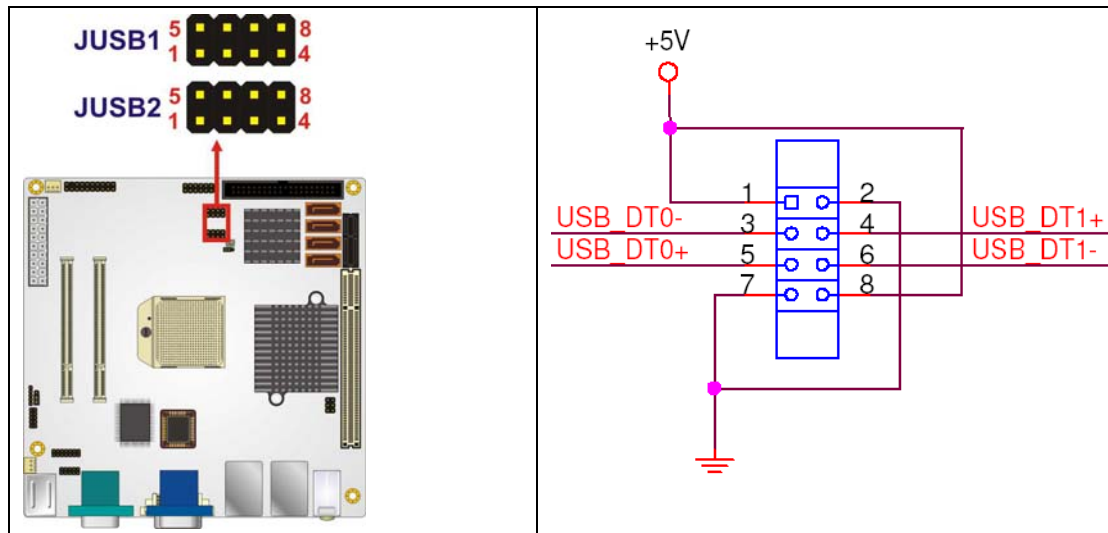 5 8
JUSB1
1 4
5 8
JUSB2
1 4
+5V
1 2
USB_DT0- 3 4 USB_DT1+
USB_DT0+ 5 6 USB_DT1-
7 8